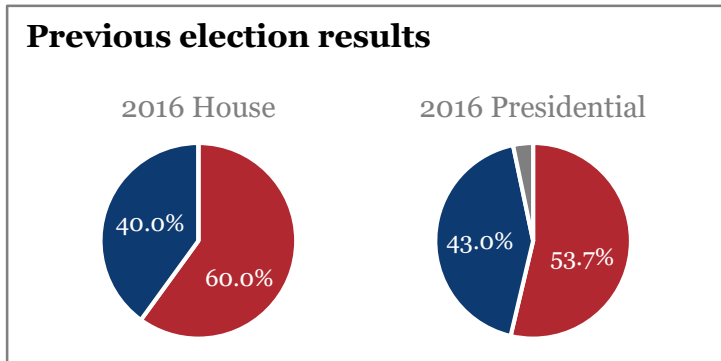 Previous election results
2016 House
2016 Presidential
40.0%
60.0%
43.0%
53.7%